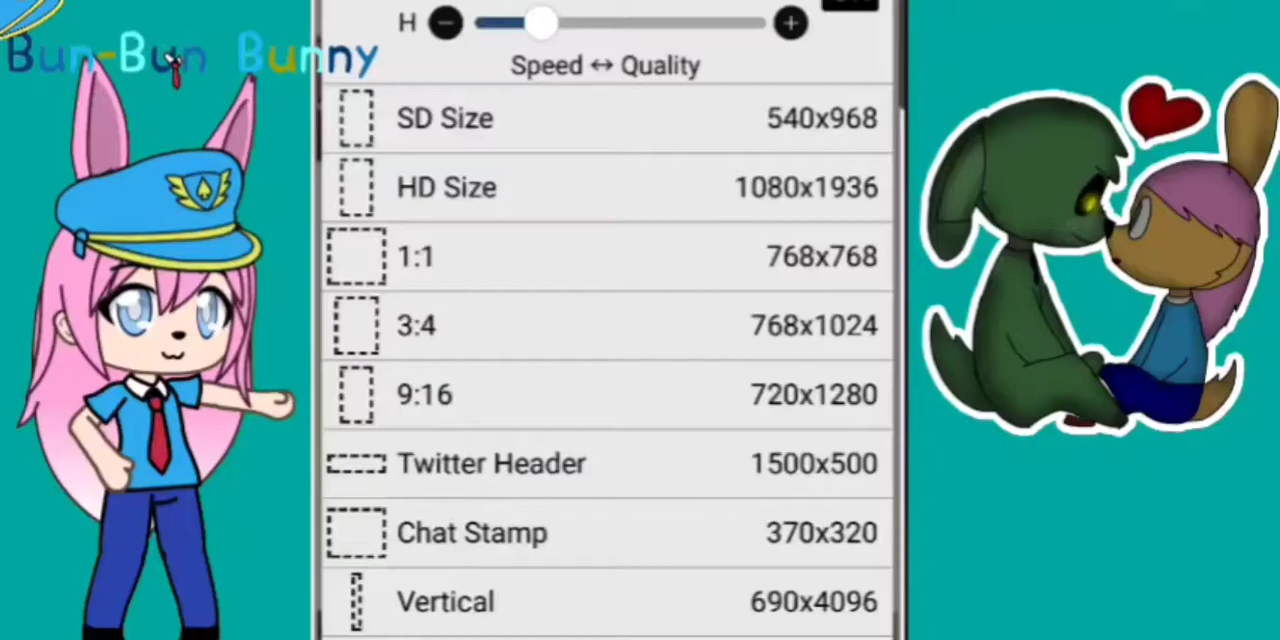 H
Speed ↔ Quality
Bun-Bun Bunny
SD Size 540x968
HD Size 1080x1936
1:1 768x768
3:4 768x1024
9:16 720x1280
Twitter Header 1500x500
Chat Stamp 370x320
Vertical 690x4096